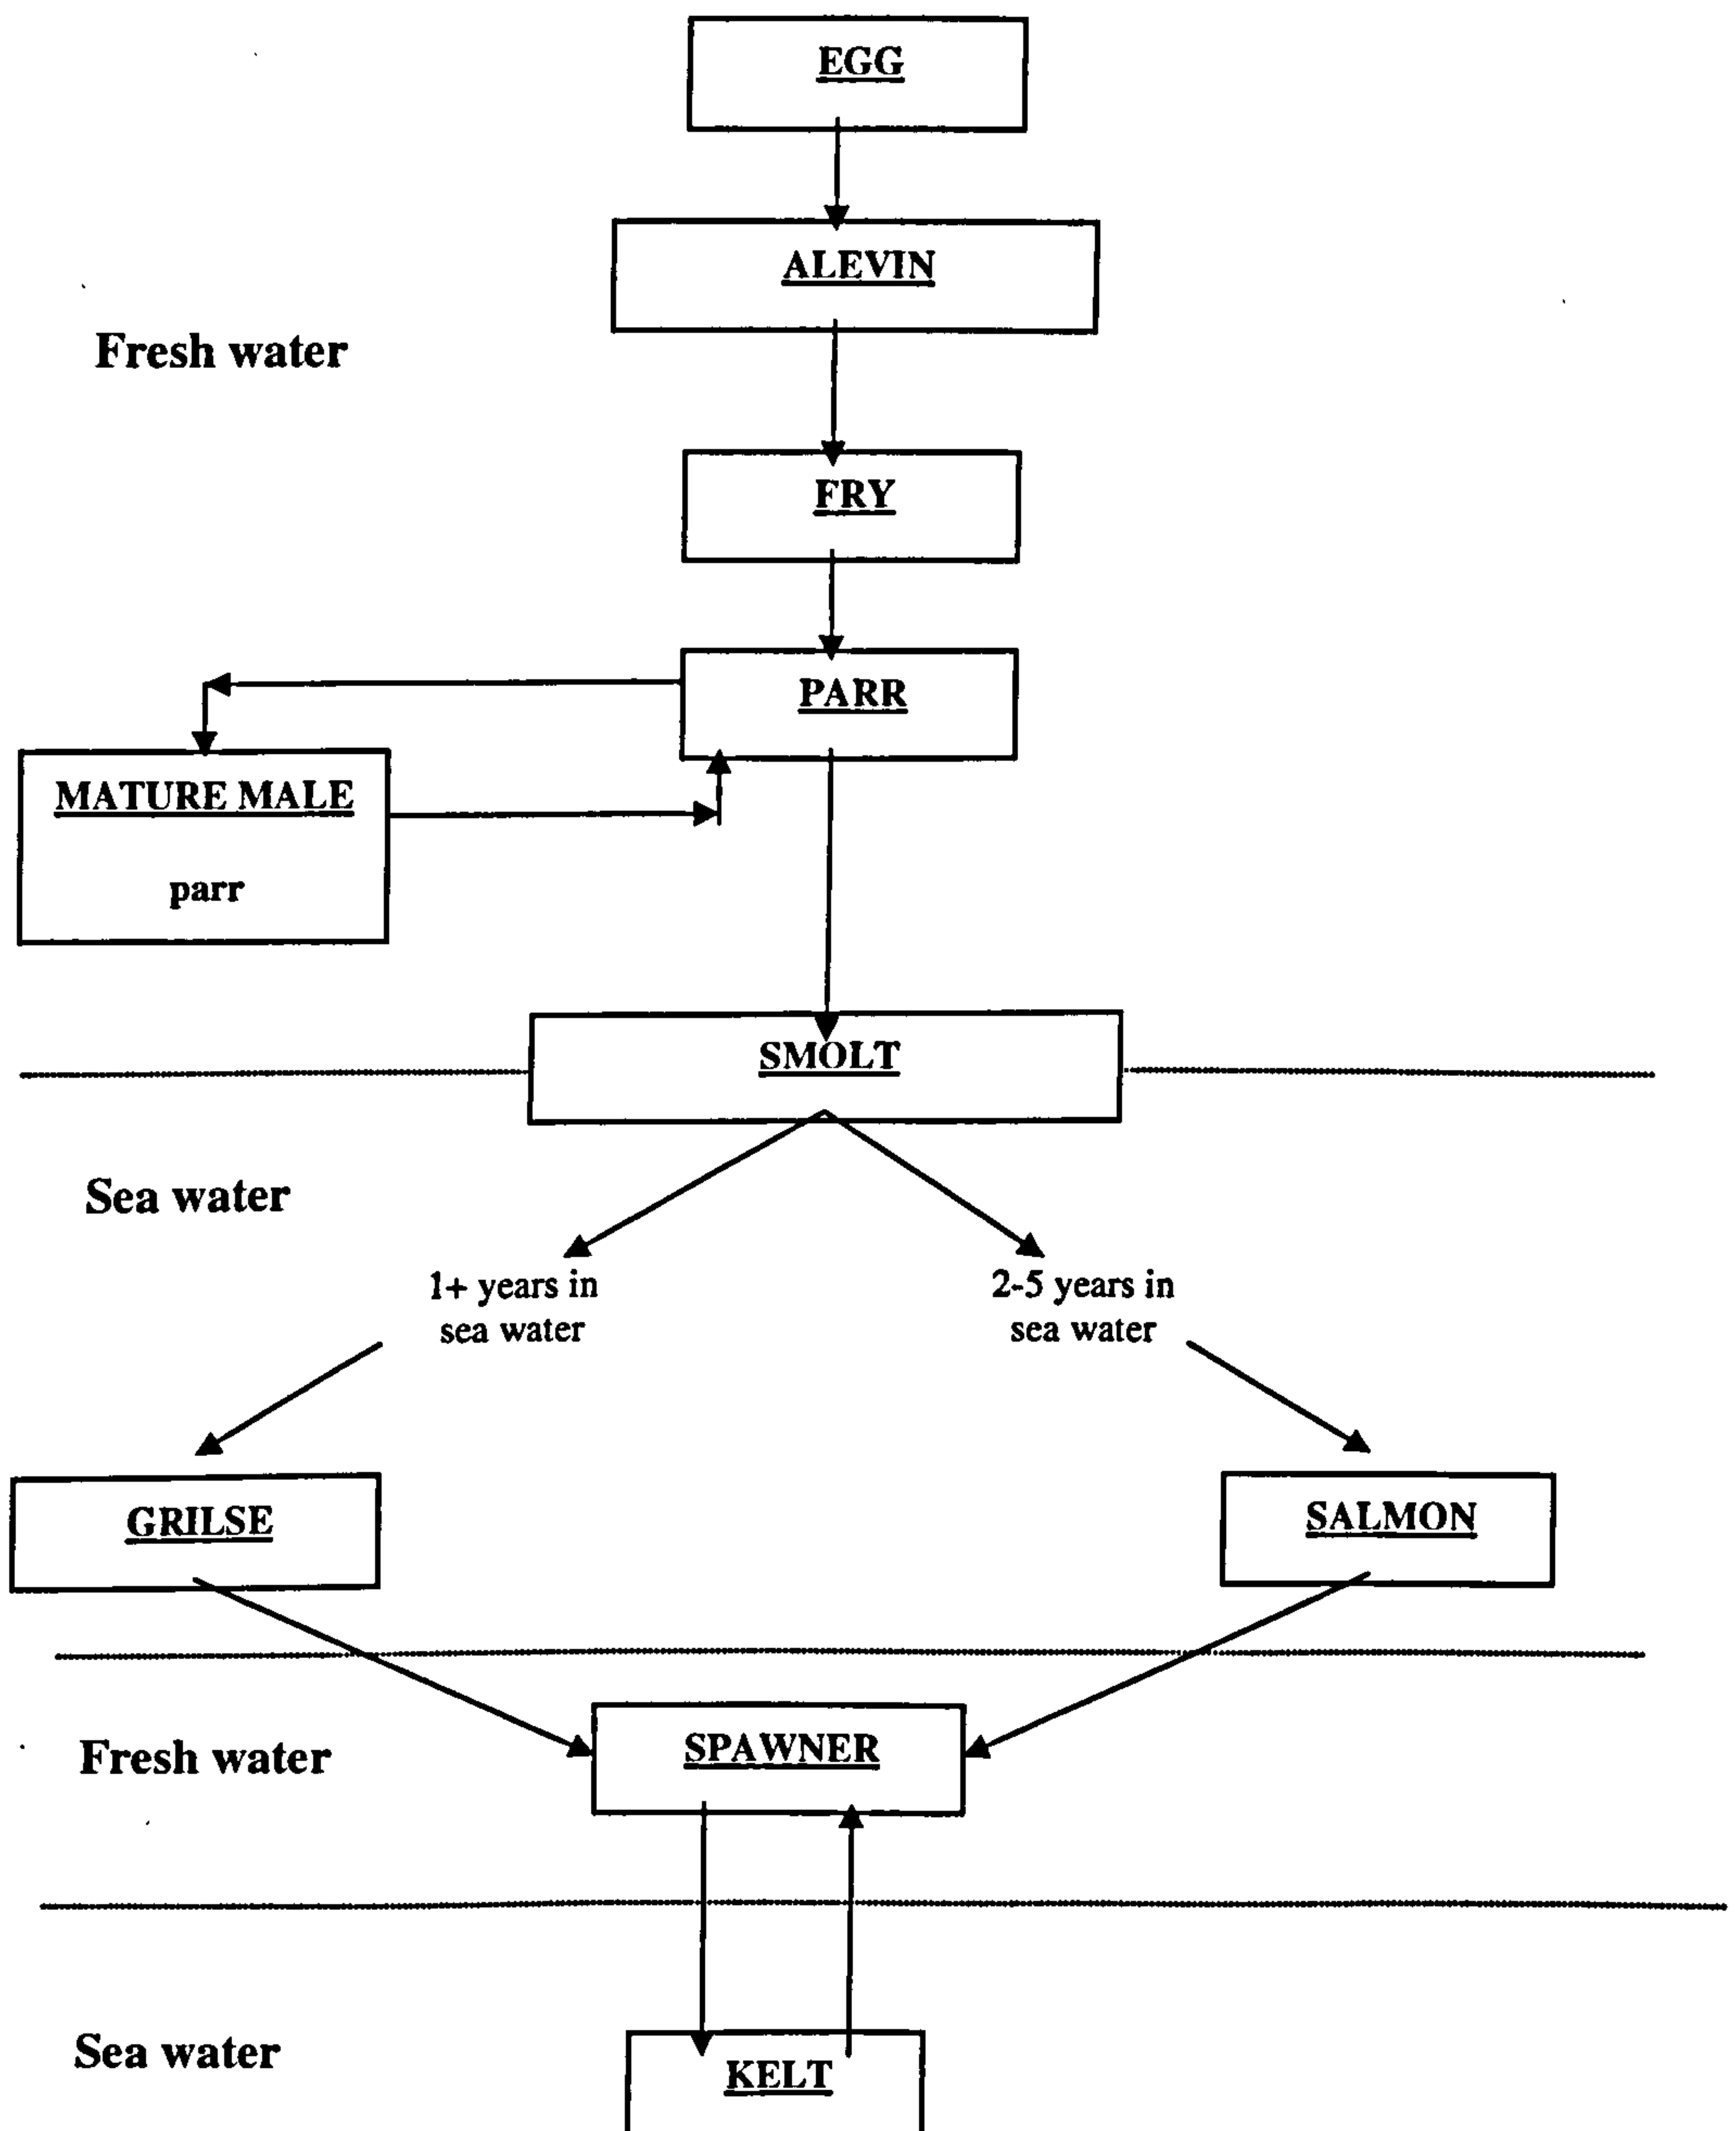 EGG
ALEVIN
Fresh water
FRY
PARR
MATURE MALE
parr
SMOLT
Sea water
1+ years in
sea water
2-5 years in
sea water
GRILSE
SALMON
SPAWNER
Fresh water
Sea water
KELT